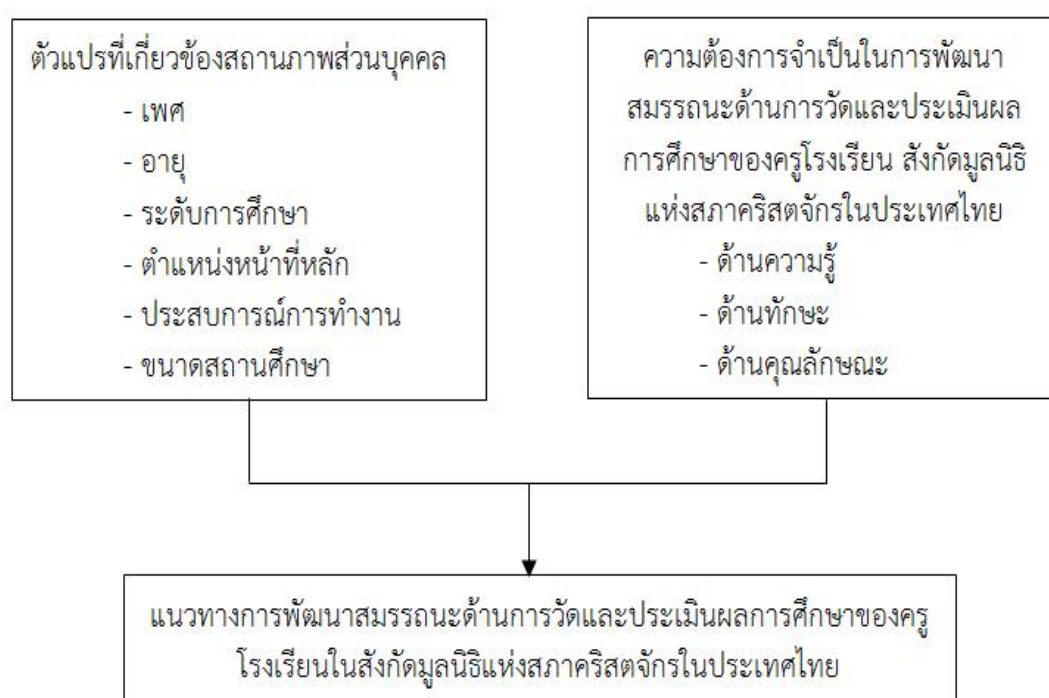 ตัวแปรที่เกี่ยวข้องสถานภาพส่วนบุคคล
- เพศ
- อายุ
- ระดับการศึกษา
- ตำแหน่งหน้าที่หลัก
- ประสบการณ์การทำงาน
- ขนาดสถานศึกษา
ความต้องการจำเป็นในการพัฒนา
สมรรถนะด้านการวัดและประเมินผล
การศึกษาของครูโรงเรียน สังกัดมูลนิธิ
แห่งสภาคริสตจักรในประเทศไทย
- ด้านความรู้
- ด้านทักษะ
- ด้านคุณลักษณะ
แนวทางการพัฒนาสมรรถนะด้านการวัดและประเมินผลการศึกษาของครู
โรงเรียนในสังกัดมูลนิธิแห่งสภาคริสตจักรในประเทศไทย